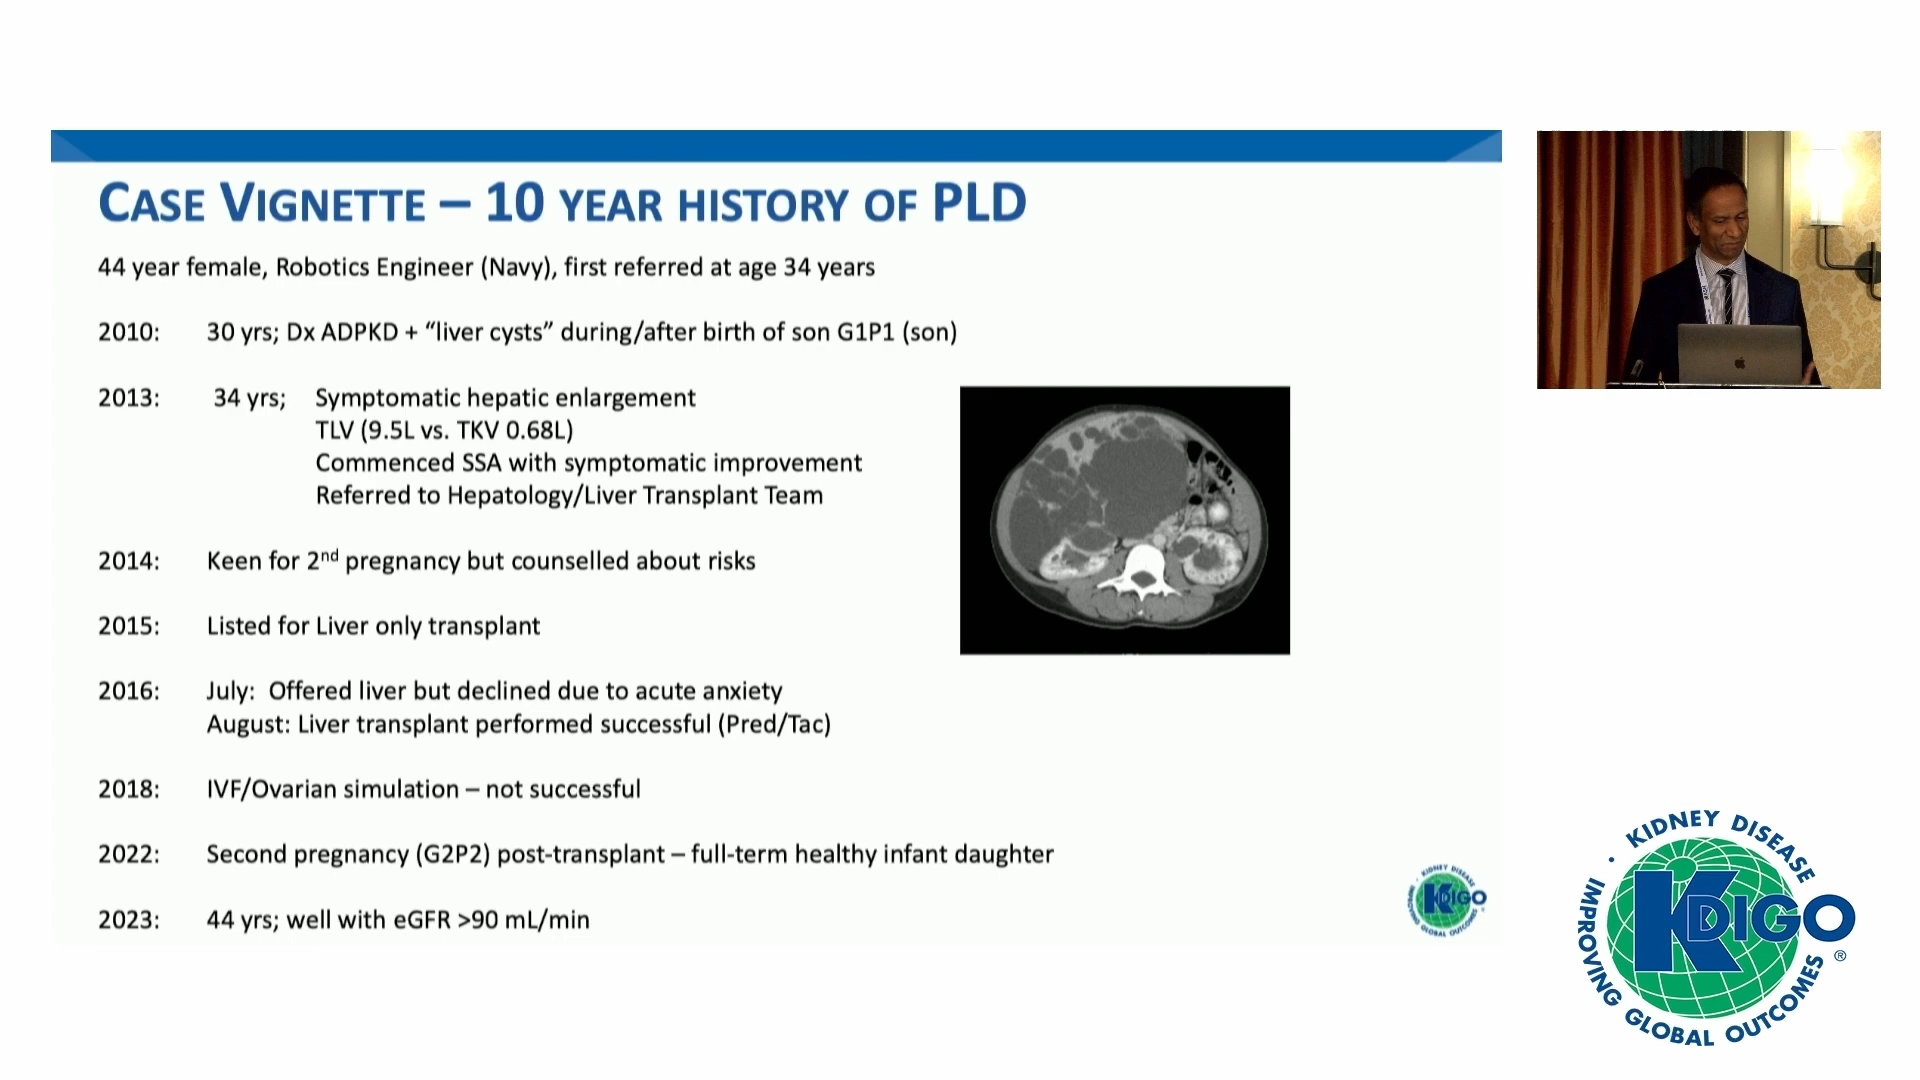 CASE VIGNETTE – 10 YEAR HISTORY OF PLD
44 year female, Robotics Engineer (Navy), first referred at age 34 years
2010: 30 yrs; Dx ADPKD + “liver cysts” during/after birth of son G1P1 (son)
2013: 34 yrs; Symptomatic hepatic enlargement
TLV (9.5L vs. TKV 0.68L)
Commenced SSA with symptomatic improvement
Referred to Hepatology/Liver Transplant Team
2014: Keen for 2nd pregnancy but counselled about risks
2015: Listed for Liver only transplant
2016: July: Offered liver but declined due to acute anxiety
August: Liver transplant performed successful (Pred/Tac)
2018: IVF/Ovarian simulation – not successful
2022: Second pregnancy (G2P2) post-transplant – full-term healthy infant daughter
2023: 44 yrs; well with eGFR >90 mL/min
KIDNEY DISEASE
KDIGO
IMPROVING GLOBAL OUTCOMES
· KIDNEY DISEASE
KDIGO ®
IMPROVING GLOBAL OUTCOMES